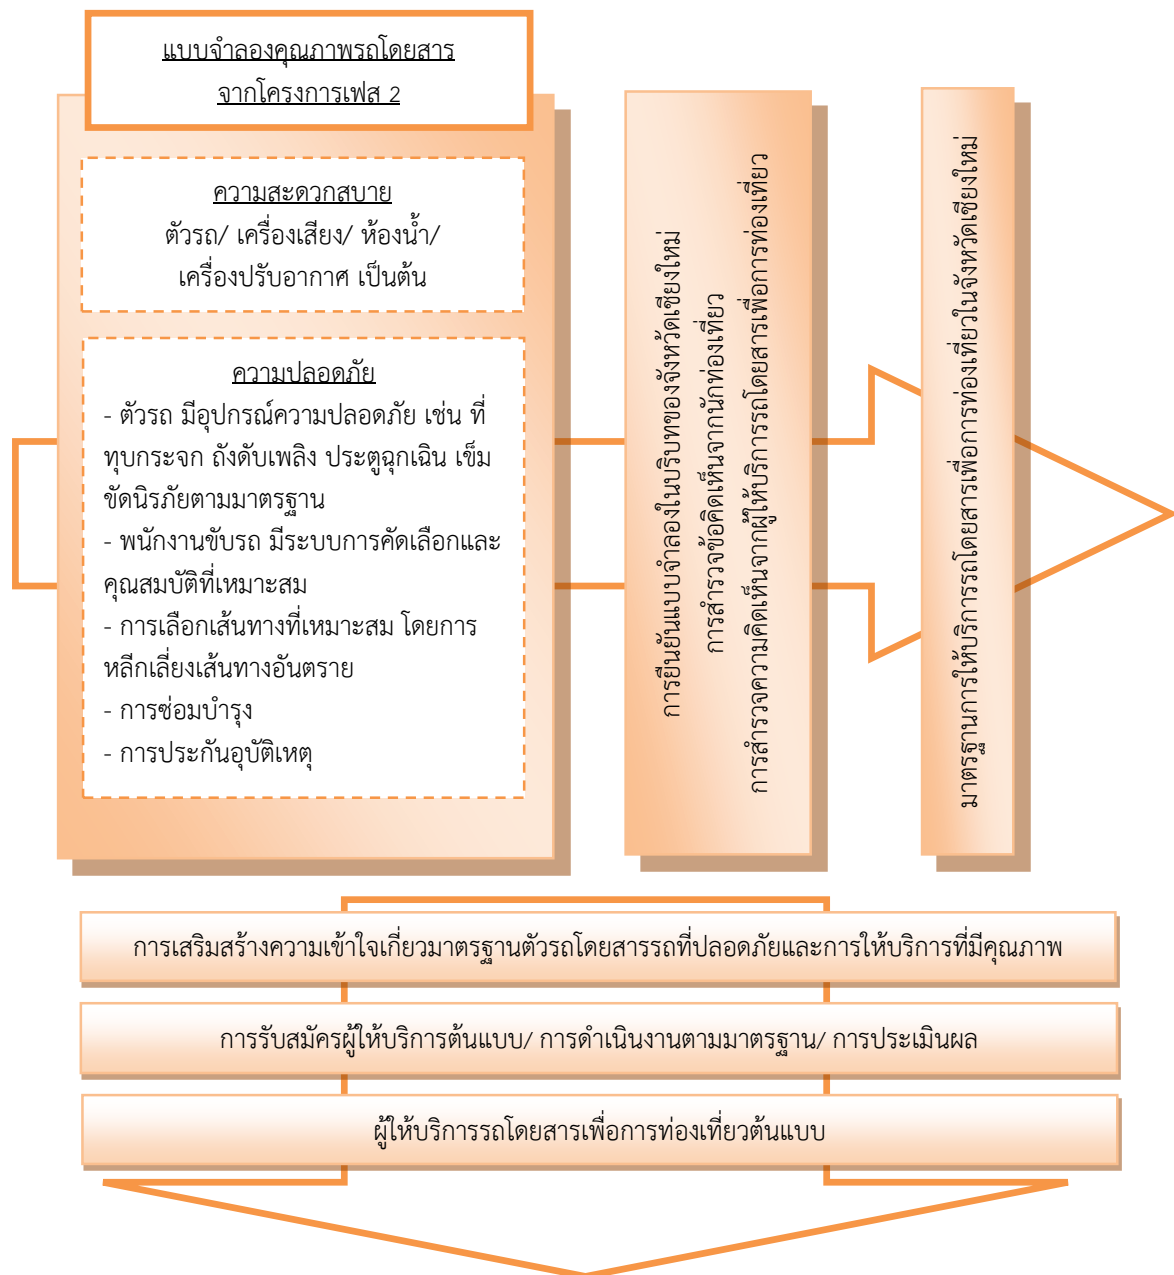 แบบจำลองคุณภาพรถโดยสาร
จากโครงการเฟส 2
ความสะดวกสบาย
ตัวรถ/ เครื่องเสียง/ ห้องน้ำ/
เครื่องปรับอากาศ เป็นต้น
ความปลอดภัย
- ตัวรถ มีอุปกรณ์ความปลอดภัย เช่น ที่
ทุบกระจก ถังดับเพลิง ประตูฉุกเฉิน เข็ม
ขัดนิรภัยตามมาตรฐาน
- พนักงานขับรถ มีระบบการคัดเลือกและ
คุณสมบัติที่เหมาะสม
- การเลือกเส้นทางที่เหมาะสม โดยการ
หลีกเลี่ยงเส้นทางอันตราย
- การซ่อมบำรุง
- การประกันอุบัติเหตุ
การยืนยันแบบจำลองในบริบทของจังหวัดเชียงใหม่
การสำรวจข้อคิดเห็นจากนักท่องเที่ยว
การสำรวจความคิดเห็นจากผู้ให้บริการรถโดยสารเพื่อการท่องเที่ยว
มาตรฐานการให้บริการรถโดยสารเพื่อการท่องเที่ยวในจังหวัดเชียงใหม่
การเสริมสร้างความเข้าใจเกี่ยวมาตรฐานตัวรถโดยสารรถที่ปลอดภัยและการให้บริการที่มีคุณภาพ
การรับสมัครผู้ให้บริการต้นแบบ/ การดำเนินงานตามมาตรฐาน/ การประเมินผล
ผู้ให้บริการรถโดยสารเพื่อการท่องเที่ยวต้นแบบ